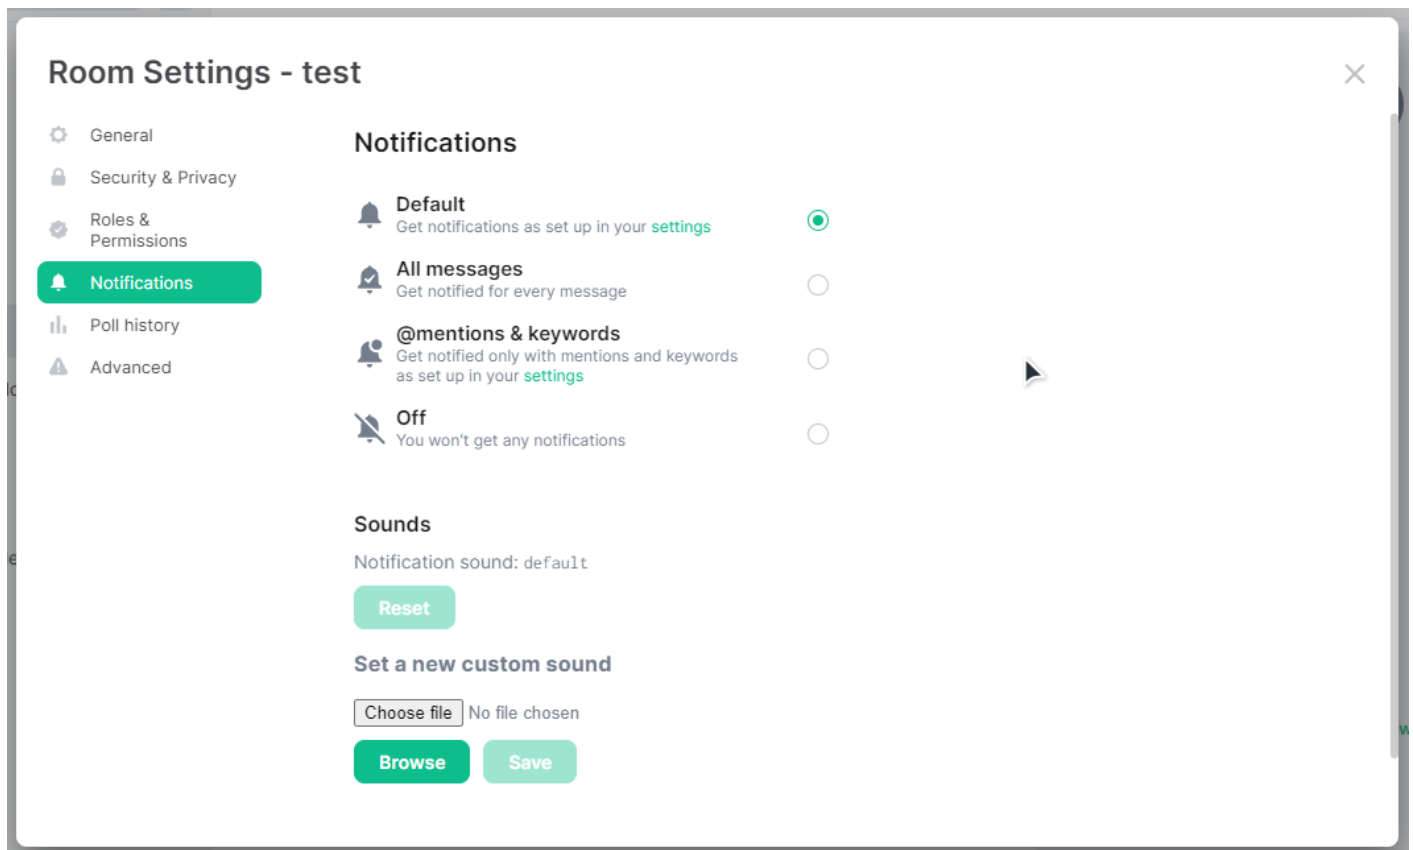 Room Settings - test
General
Security & Privacy
Roles &
Permissions
Notifications
Poll history
Advanced
Notifications
Default
Get notifications as set up in your settings
All messages
Get notified for every message
@mentions & keywords
Get notified only with mentions and keywords
as set up in your settings
Off
You won't get any notifications
Sounds
Notification sound: default
Reset
Set a new custom sound
Choose file No file chosen
Browse
Save